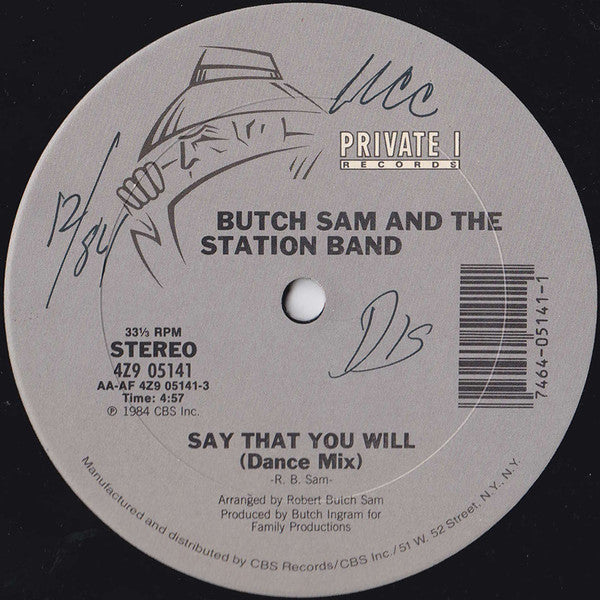 UCC
PRIVATE I
RECORDS
12/84
BUTCH SAM AND THE
STATION BAND
33⅓ RPM
STEREO
4Z9 05141
AA-AF 4Z9 05141-3
Time: 4:57
℗ 1984 CBS Inc.
DIS
7464-05141-1
SAY THAT YOU WILL
(Dance Mix)
-R. B. Sam-
Arranged by Robert Butch Sam
Produced by Butch Ingram for
Family Productions
Manufactured and distributed by CBS Records/CBS Inc./51 W. 52 Street, N.Y., N.Y.